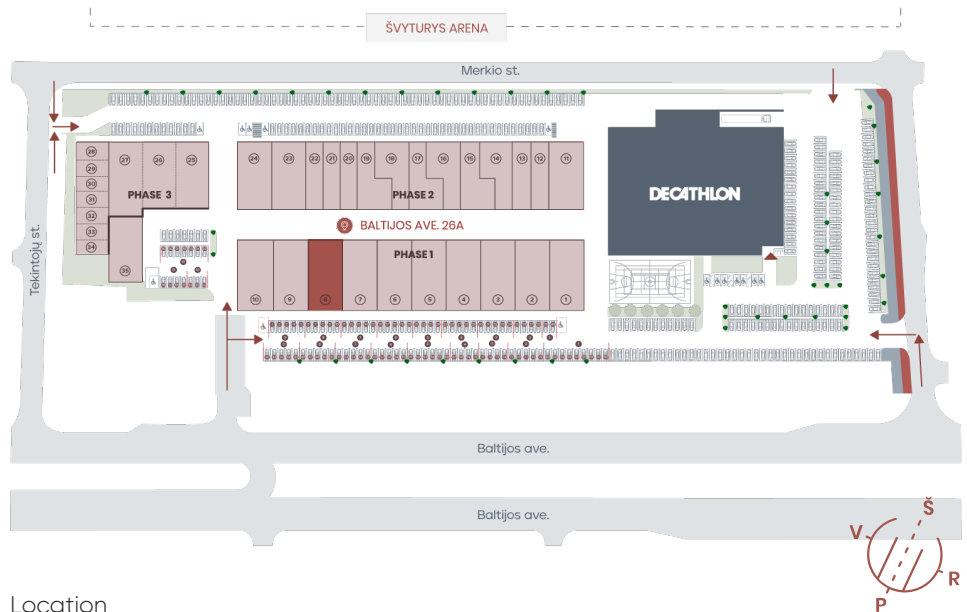 ŠVYTURYS ARENA
Merkio st.
Tekintojų st.
28
29
30
31
32
33
34
27
26
25
PHASE 3
35
24
23
22
21
20
19
18
17
16
15
14
13
12
11
PHASE 2
BALTIJOS AVE. 26A
PHASE 1
10
9
8
7
6
5
4
3
2
1
DECATHLON
Baltijos ave.
Baltijos ave.
Š
V
R
P
Location